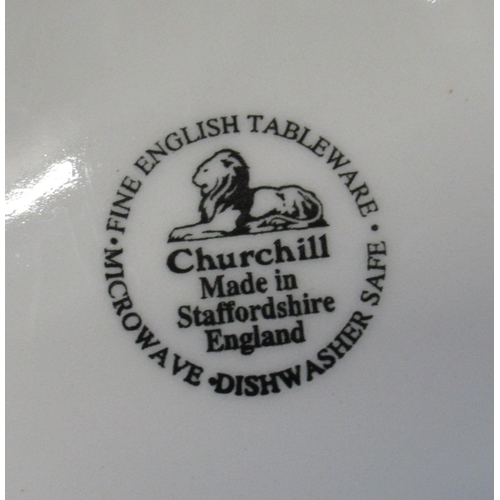 • FINE ENGLISH TABLEWARE •
Churchill
Made in
Staffordshire
England
MICROWAVE • DISHWASHER SAFE